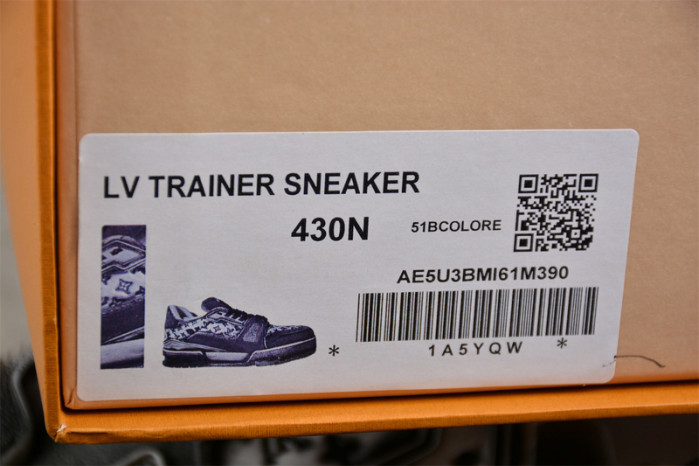 LV TRAINER SNEAKER
430N 51BCOLORE
AE5U3BMI61M390
* 1A5YQW *